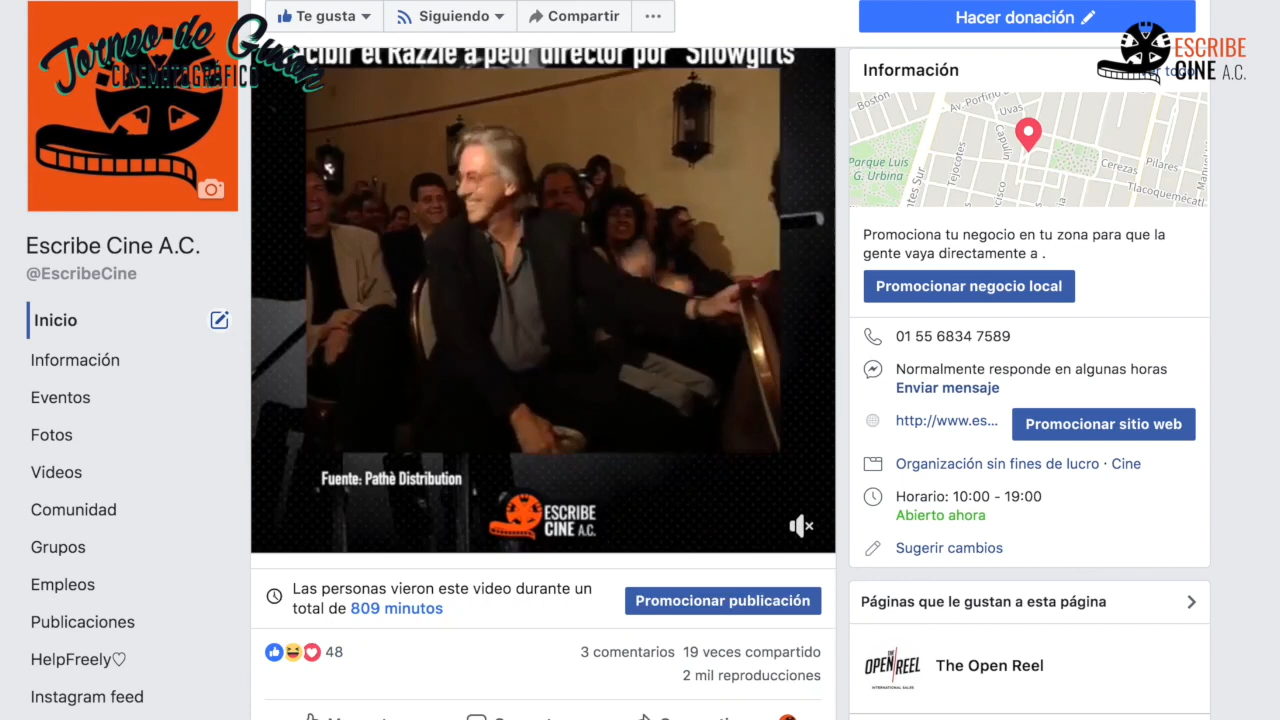 Te gusta
Siguiendo
Compartir
Hacer donación
Torneo de Guion
CINEMATOGRÁFICO
cibir el Razzie a peor director por "Showgirls
ESCRIBE
CINE A.C.
Información
Boston
Av. Porfirio
Uvas
Capulín
Tejocotes
Parque Luis
G. Urbina
Cerezas
Pilares
Tlacoquemécatl
Promociona tu negocio en tu zona para que la
gente vaya directamente a .
Promocionar negocio local
Escribe Cine A.C.
@EscribeCine
Inicio
Información
Eventos
Fotos
Videos
Comunidad
Grupos
Empleos
Publicaciones
HelpFreely♡
Instagram feed
Fuente: Pathè Distribution
ESCRIBE
CINE A.C.
Las personas vieron este video durante un
total de 809 minutos
Promocionar publicación
48
3 comentarios 19 veces compartido
2 mil reproducciones
01 55 6834 7589
Normalmente responde en algunas horas
Enviar mensaje
http://www.es...
Promocionar sitio web
Organización sin fines de lucro · Cine
Horario: 10:00 - 19:00
Abierto ahora
Sugerir cambios
Páginas que le gustan a esta página
THE
OPEN REEL
INTERNATIONAL SALES
The Open Reel